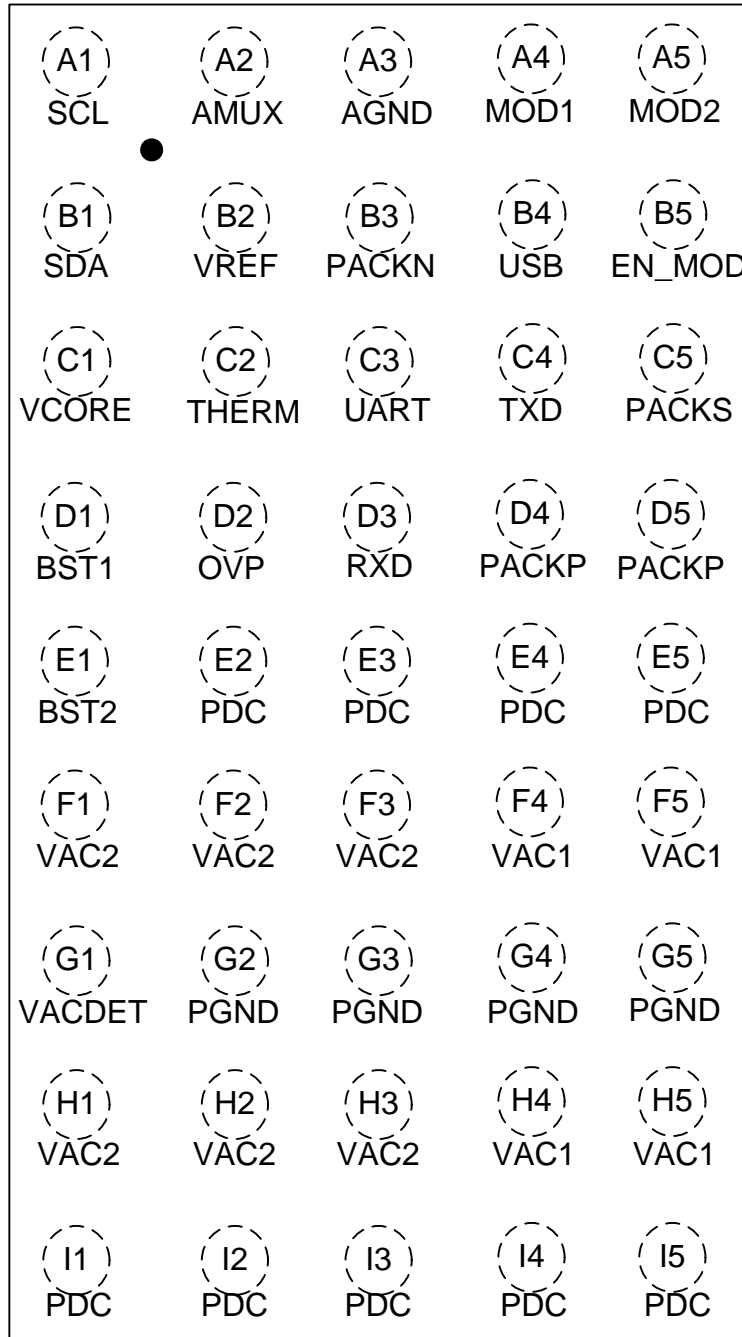 A1 A2 A3 A4 A5
SCL AMUX AGND MOD1 MOD2
B1 B2 B3 B4 B5
SDA VREF PACKN USB EN_MOD
C1 C2 C3 C4 C5
VCORE THERM UART TXD PACKS
D1 D2 D3 D4 D5
BST1 OVP RXD PACKP PACKP
E1 E2 E3 E4 E5
BST2 PDC PDC PDC PDC
F1 F2 F3 F4 F5
VAC2 VAC2 VAC2 VAC1 VAC1
G1 G2 G3 G4 G5
VACDET PGND PGND PGND PGND
H1 H2 H3 H4 H5
VAC2 VAC2 VAC2 VAC1 VAC1
I1 I2 I3 I4 I5
PDC PDC PDC PDC PDC